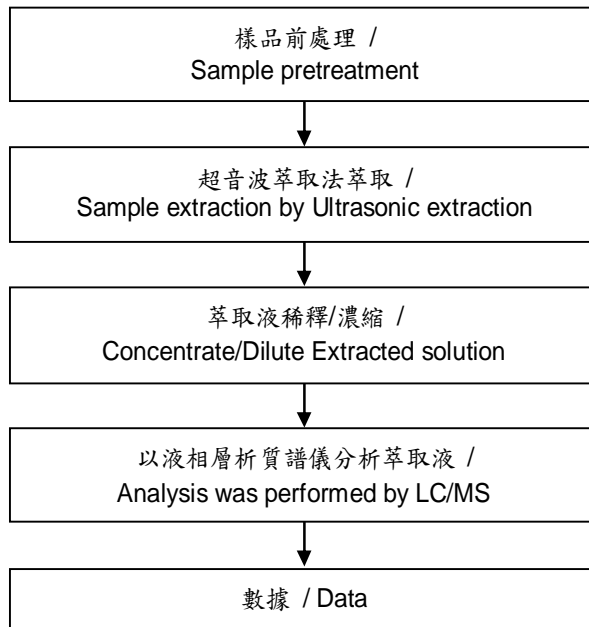 樣品前處理 /
Sample pretreatment
超音波萃取法萃取 /
Sample extraction by Ultrasonic extraction
萃取液稀釋/濃縮 /
Concentrate/Dilute Extracted solution
以液相層析質譜儀分析萃取液 /
Analysis was performed by LC/MS
數據 / Data